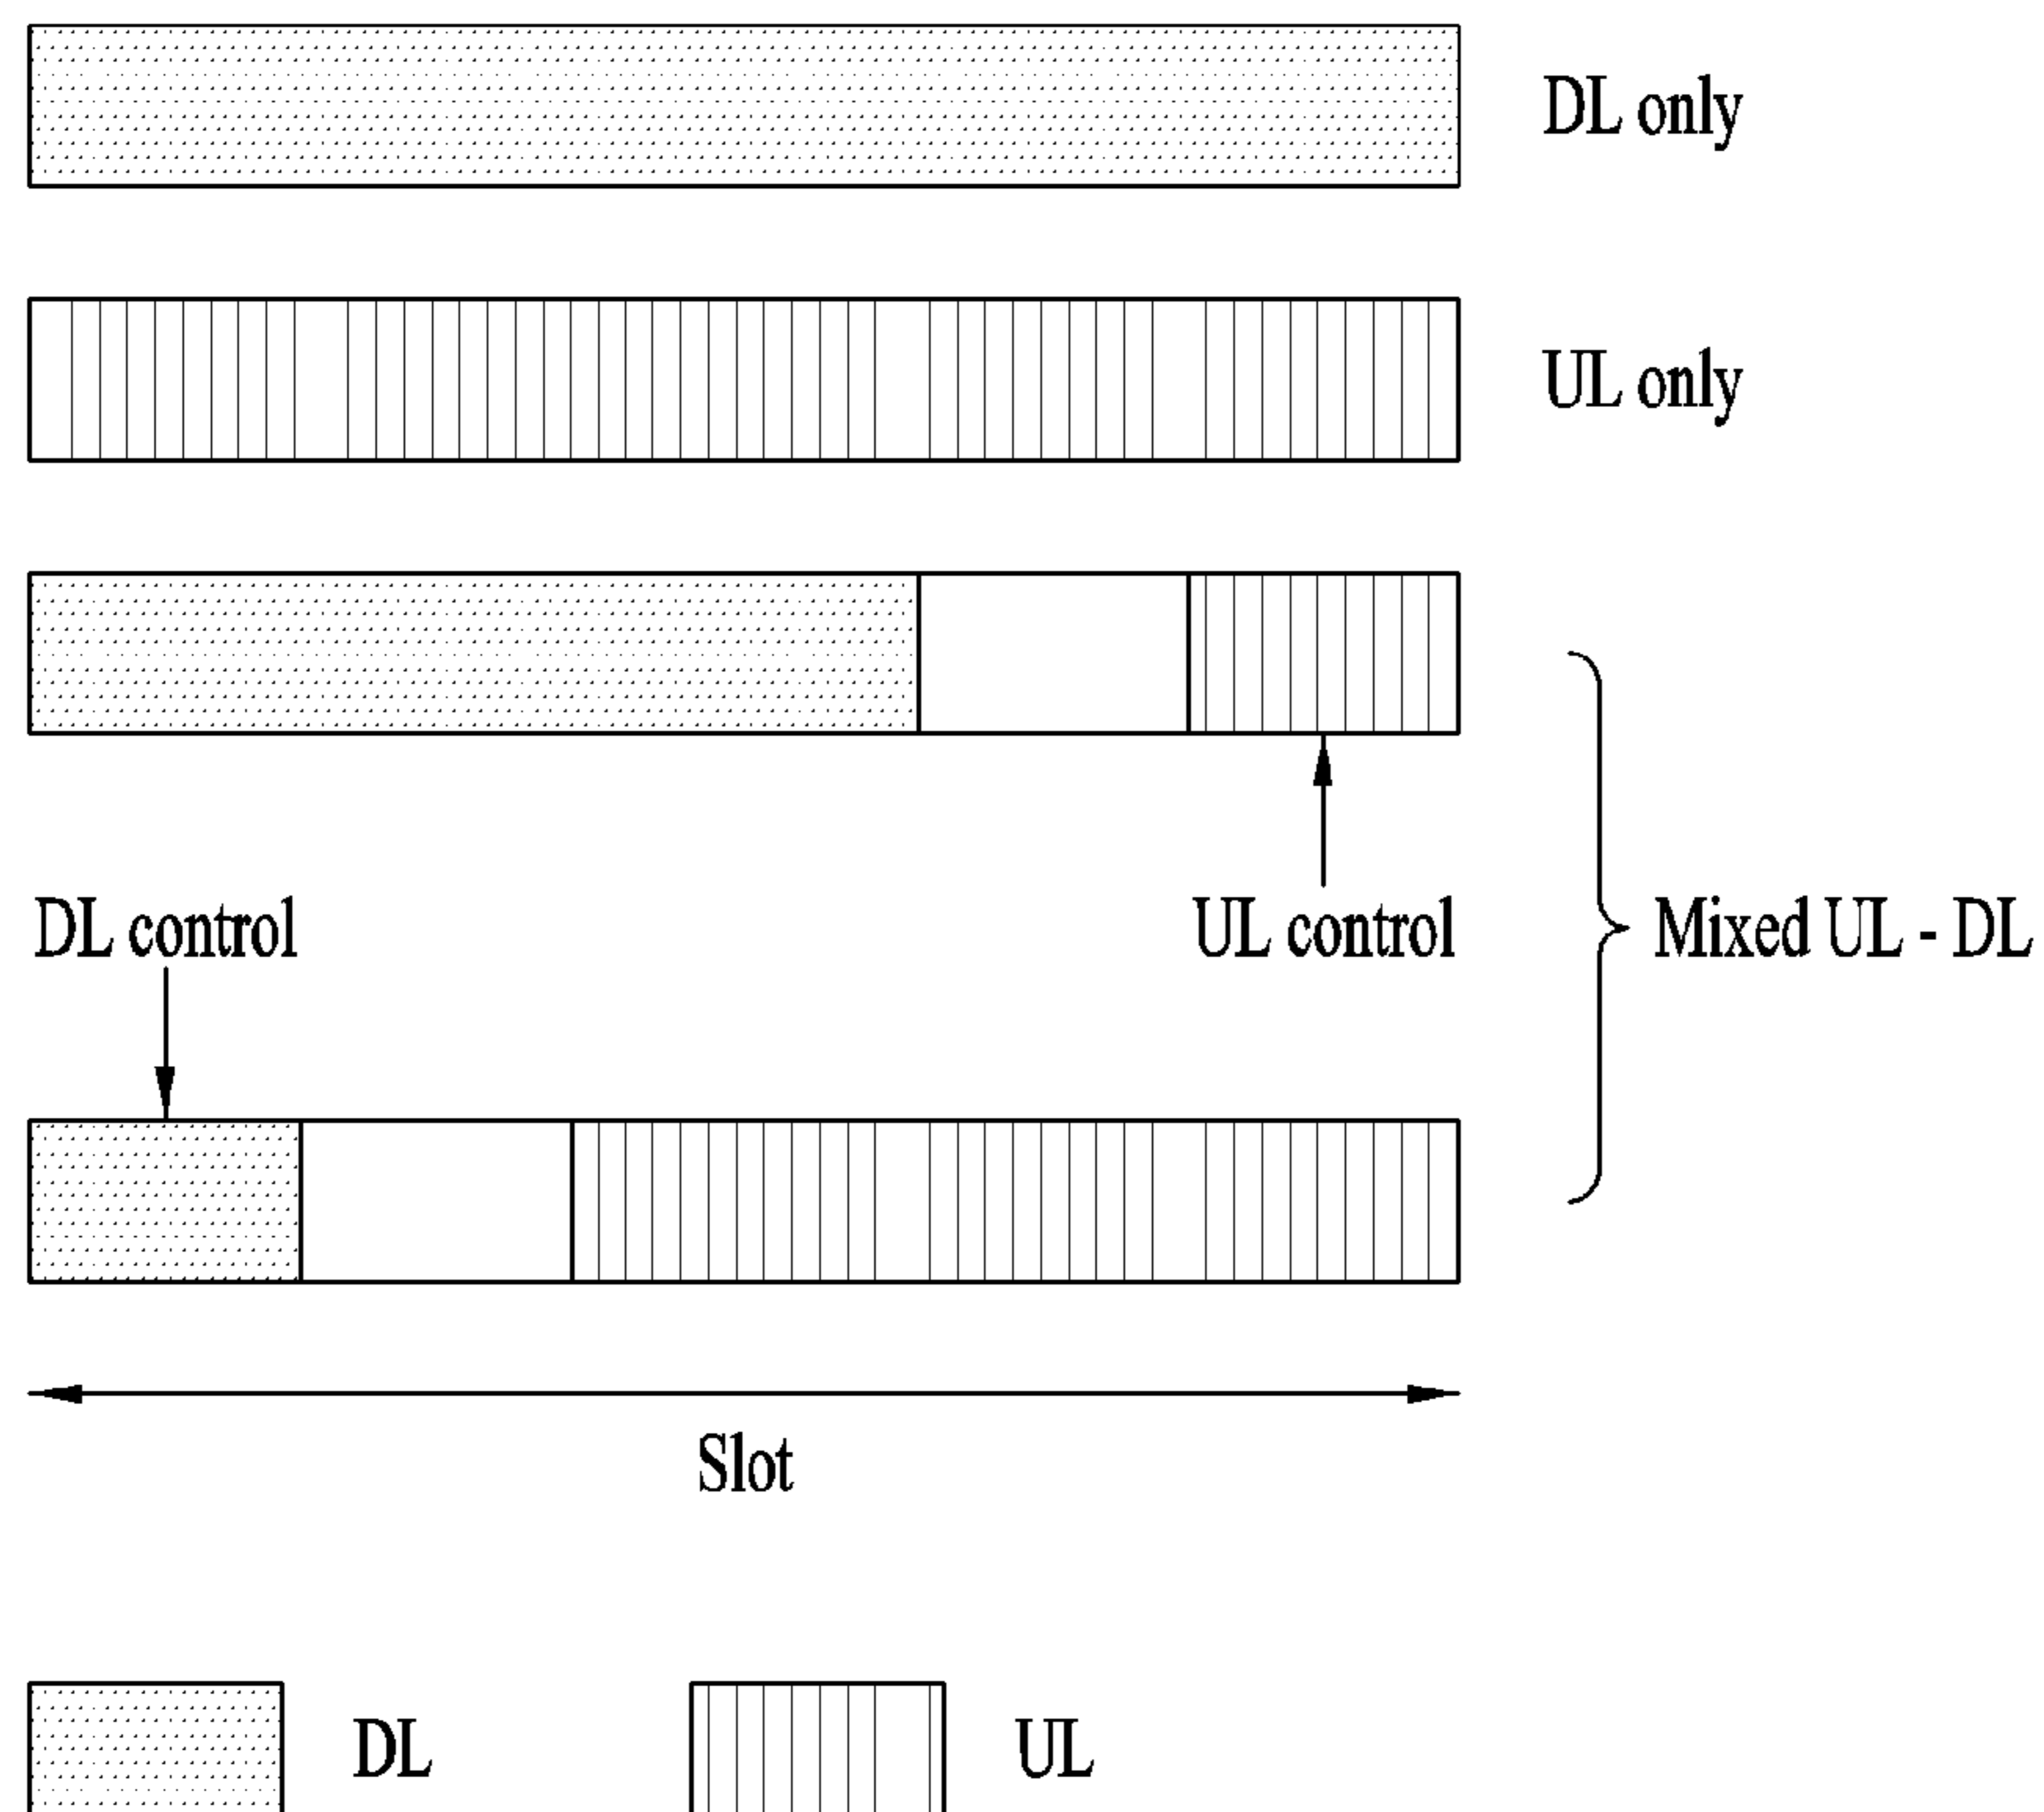 DL only
UL only
DL control
UL control
Mixed UL - DL
Slot
DL
UL